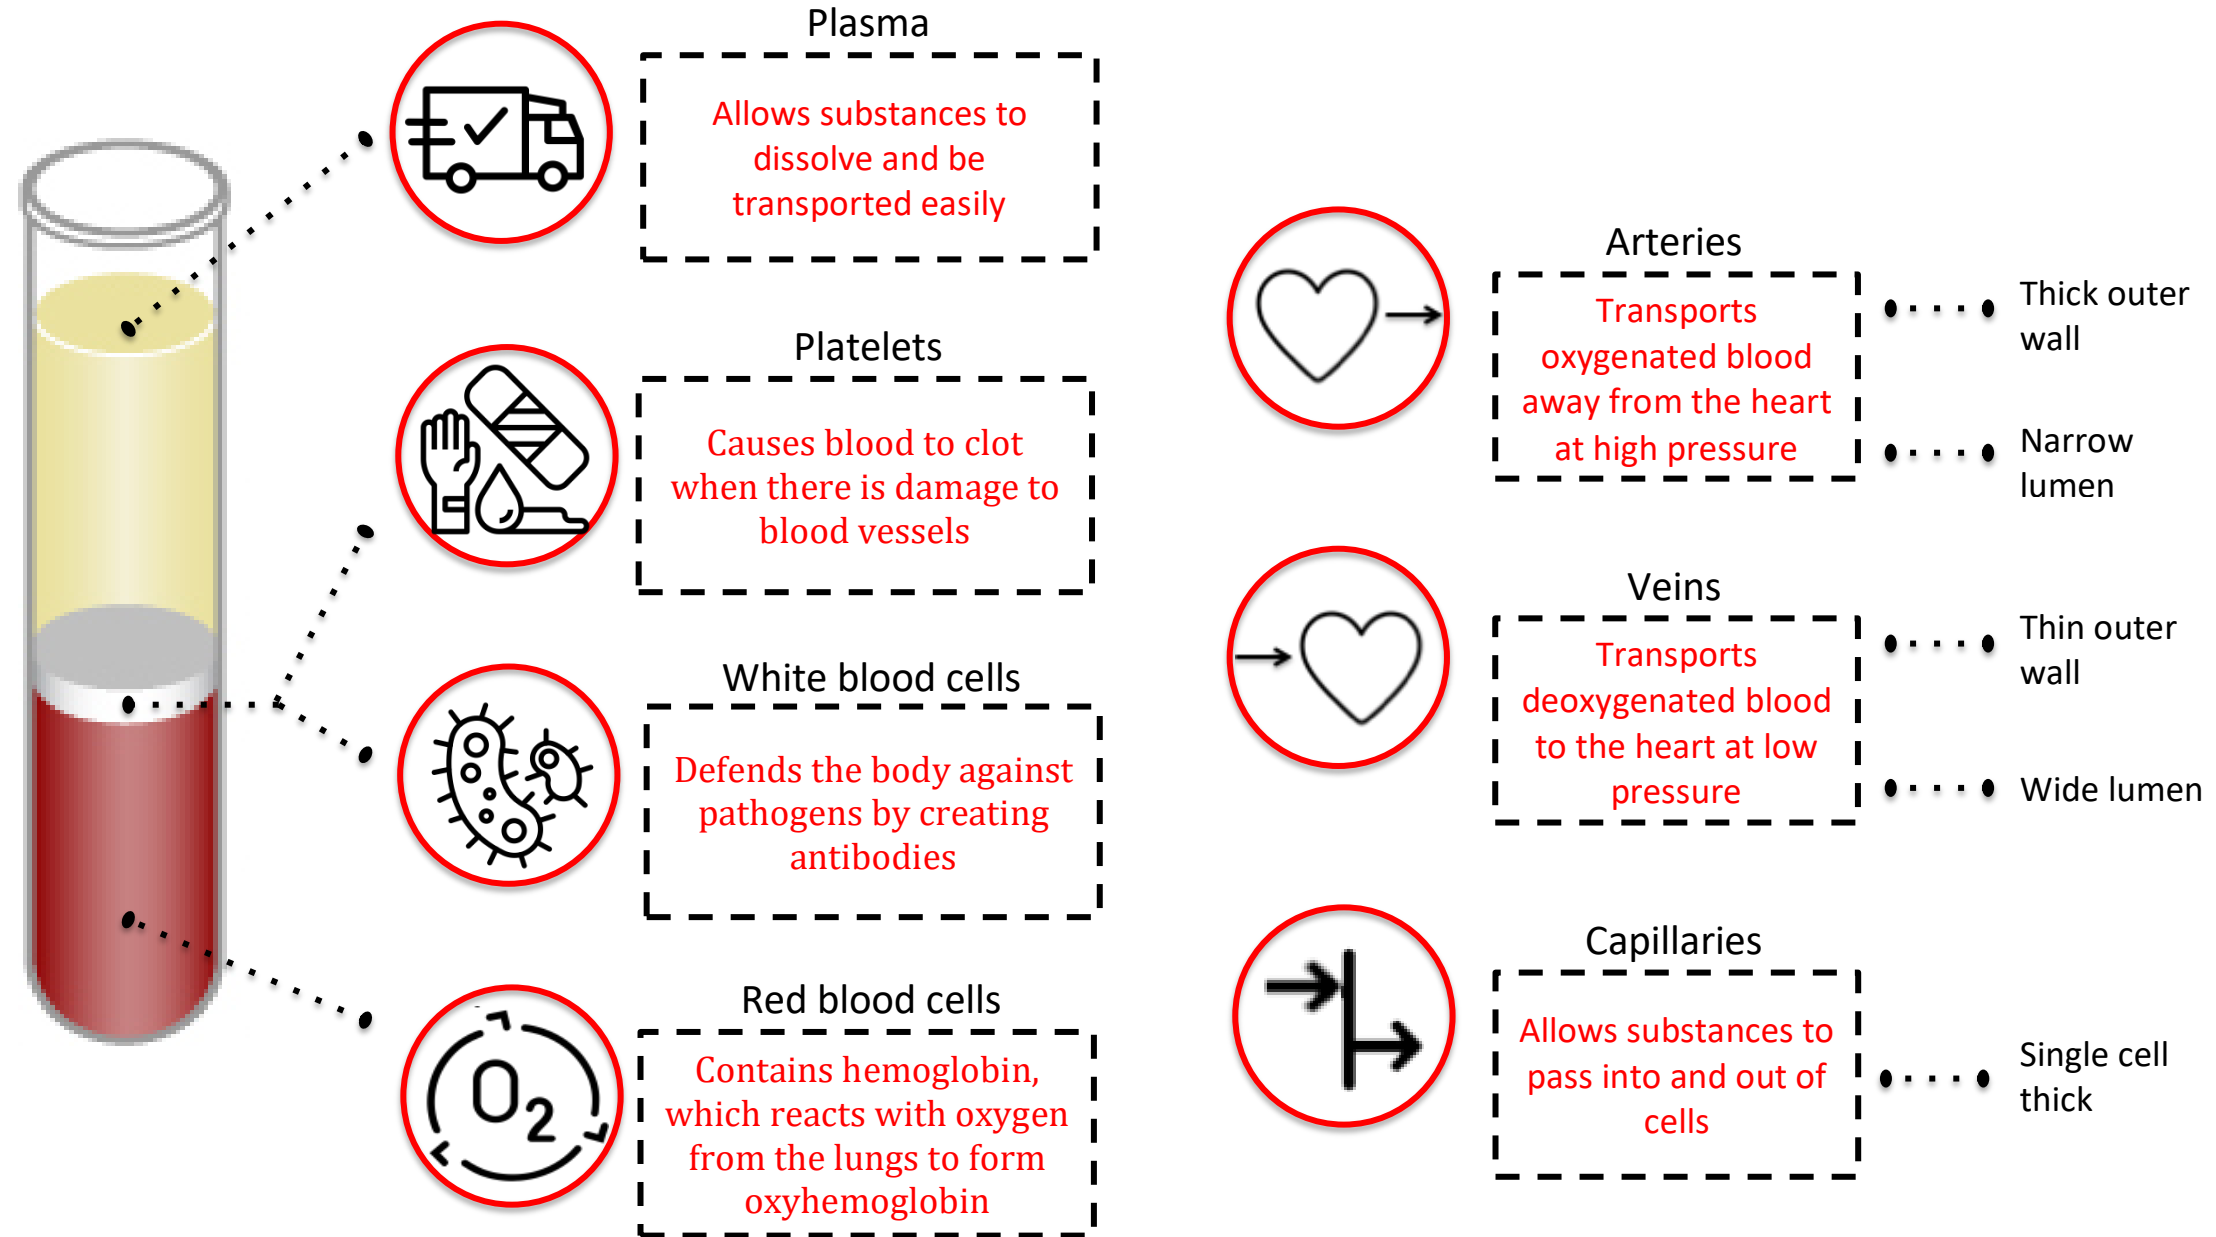 Plasma
Allows substances to
dissolve and be
transported easily
Platelets
Causes blood to clot
when there is damage to
blood vessels
White blood cells
Defends the body against
pathogens by creating
antibodies
Red blood cells
Contains hemoglobin,
which reacts with oxygen
from the lungs to form
oxyhemoglobin
O2
Arteries
Transports
oxygenated blood
away from the heart
at high pressure
Thick outer
wall
Narrow
lumen
Veins
Transports
deoxygenated blood
to the heart at low
pressure
Thin outer
wall
Wide lumen
Capillaries
Allows substances to
pass into and out of
cells
Single cell
thick